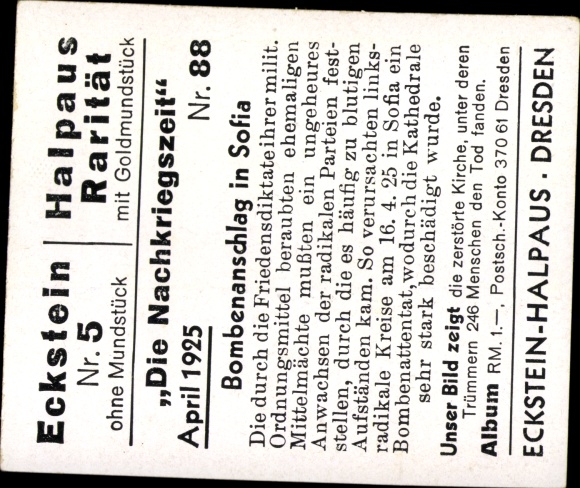 Eckstein
Nr. 5
ohne Mundstück
Halpaus
Rarität
mit Goldmundstück
„Die Nachkriegszeit“
April 1925 Nr. 88
Bombenanschlag in Sofia
Die durch die Friedensdiktate ihrer milit.
Ordnungsmittel beraubten ehemaligen
Mittelmächte mußten ein ungeheures
Anwachsen der radikalen Parteien fest-
stellen, durch die es häufig zu blutigen
Aufständen kam. So verursachten links-
radikale Kreise am 16. 4. 25 in Sofia ein
Bombenattentat, wodurch die Kathedrale
sehr stark beschädigt wurde.
Unser Bild zeigt die zerstörte Kirche, unter deren
Trümmern 246 Menschen den Tod fanden.
Album RM. 1.—, Postsch.-Konto 370 61 Dresden
ECKSTEIN-HALPAUS · DRESDEN